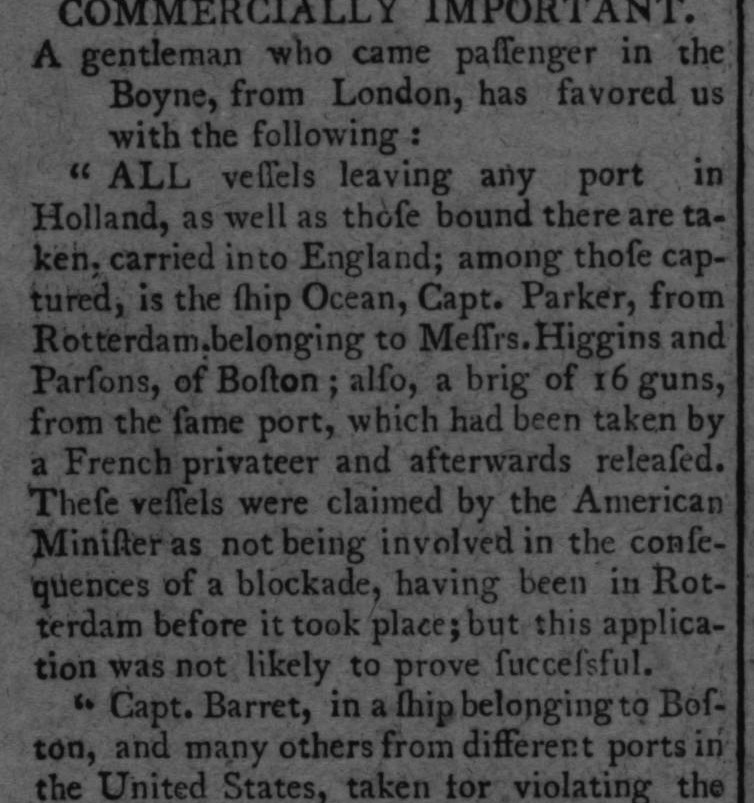 COMMERCIALLY IMPORTANT.
A gentleman who came paſſenger in the
Boyne, from London, has favored us
with the following :
“ ALL veſſels leaving any port in
Holland, as well as thoſe bound there are ta-
ken, carried into England; among thoſe cap-
tured, is the ſhip Ocean, Capt. Parker, from
Rotterdam.belonging to Meſſrs. Higgins and
Parſons, of Boſton ; alſo, a brig of 16 guns,
from the ſame port, which had been taken by
a French privateer and afterwards releaſed.
Theſe veſſels were claimed by the American
Miniſter as not being involved in the conſe-
quences of a blockade, having been in Rot-
terdam before it took place; but this applica-
tion was not likely to prove ſucceſsful.
“ Capt. Barret, in a ſhip belonging to Boſ-
ton, and many others from different ports in
the United States, taken for violating the